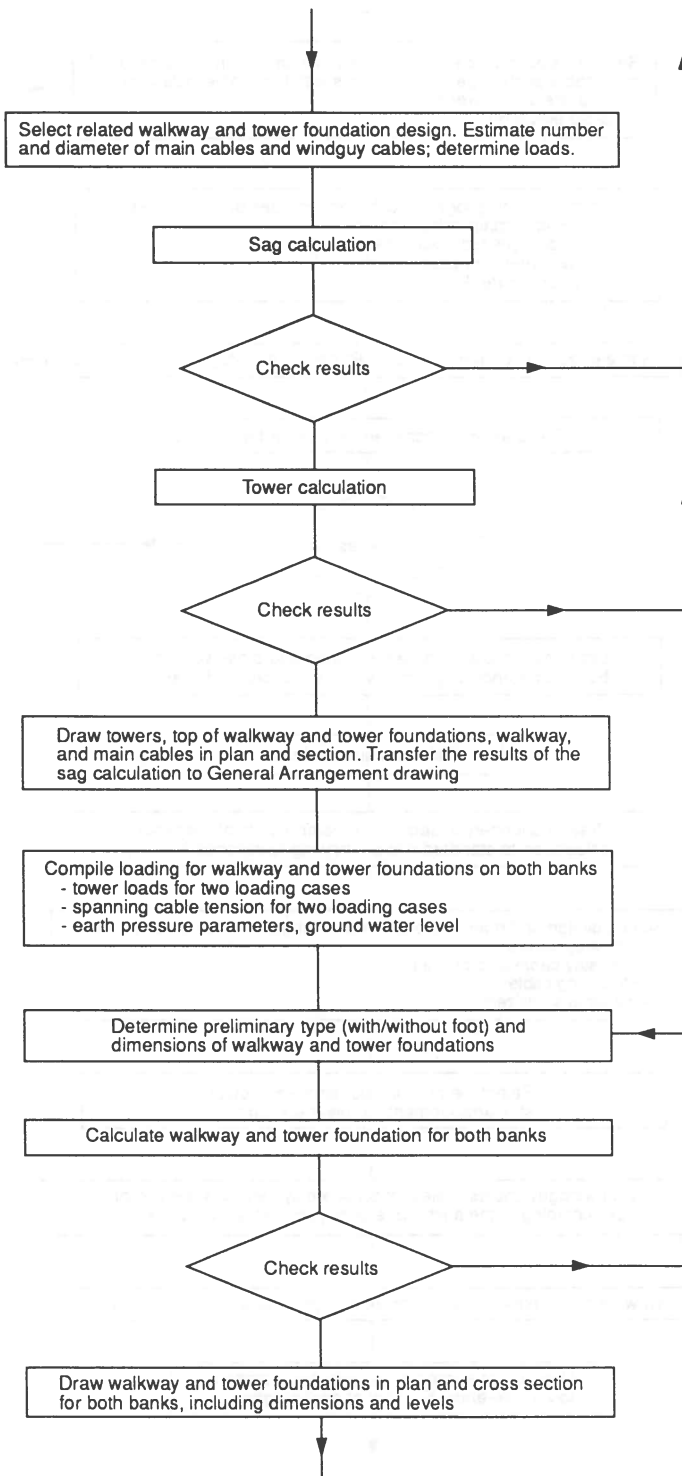 Select related walkway and tower foundation design. Estimate number
and diameter of main cables and windguy cables; determine loads.
Sag calculation
Check results
Tower calculation
Check results
Draw towers, top of walkway and tower foundations, walkway,
and main cables in plan and section. Transfer the results of the
sag calculation to General Arrangement drawing
Compile loading for walkway and tower foundations on both banks
- tower loads for two loading cases
- spanning cable tension for two loading cases
- earth pressure parameters, ground water level
Determine preliminary type (with/without foot) and
dimensions of walkway and tower foundations
Calculate walkway and tower foundation for both banks
Check results
Draw walkway and tower foundations in plan and cross section
for both banks, including dimensions and levels